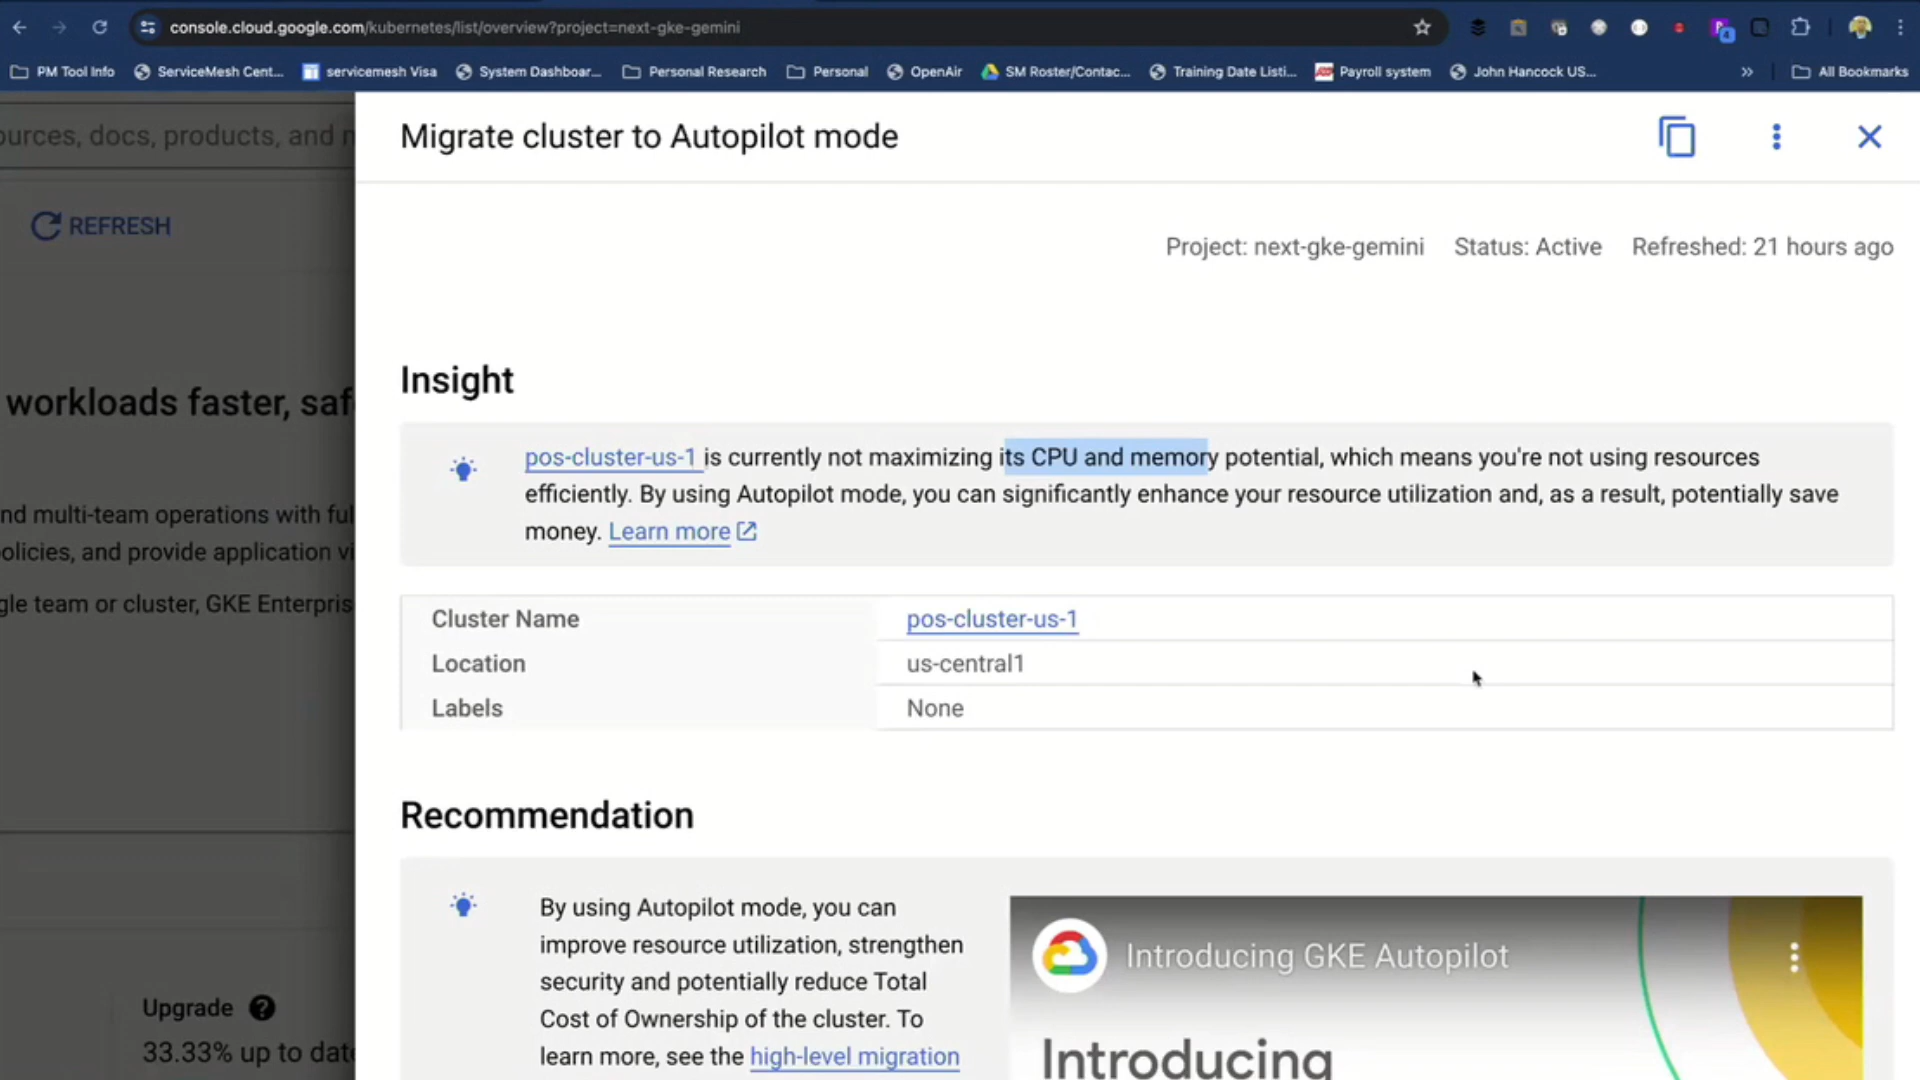 console.cloud.google.com/kubernetes/list/overview?project=next-gke-gemini
PM Tool Info
ServiceMesh Cent...
servicemesh Visa
System Dashboar...
Personal Research
Personal
OpenAir
SM Roster/Contac...
Training Date Listi...
Payroll system
John Hancock US...
»
All Bookmarks
ources, docs, products, and
REFRESH
workloads faster, saf
nd multi-team operations with ful
olicies, and provide application vi
gle team or cluster, GKE Enterpris
Upgrade ?
33.33% up to date
Migrate cluster to Autopilot mode
Project: next-gke-gemini Status: Active Refreshed: 21 hours ago
Insight
pos-cluster-us-1 is currently not maximizing its CPU and memory potential, which means you're not using resources
efficiently. By using Autopilot mode, you can significantly enhance your resource utilization and, as a result, potentially save
money. Learn more
Cluster Name pos-cluster-us-1
Location us-central1
Labels None
Recommendation
By using Autopilot mode, you can
improve resource utilization, strengthen
security and potentially reduce Total
Cost of Ownership of the cluster. To
learn more, see the high-level migration
Introducing GKE Autopilot
Introducing